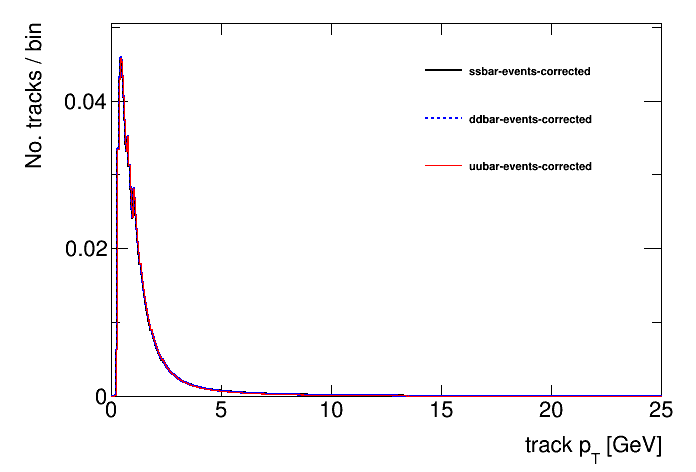 No. tracks / bin
ssbar-events-corrected
0.04
ddbar-events-corrected
uubar-events-corrected
0.02
0
0 5 10 15 20 25
track p_T [GeV]